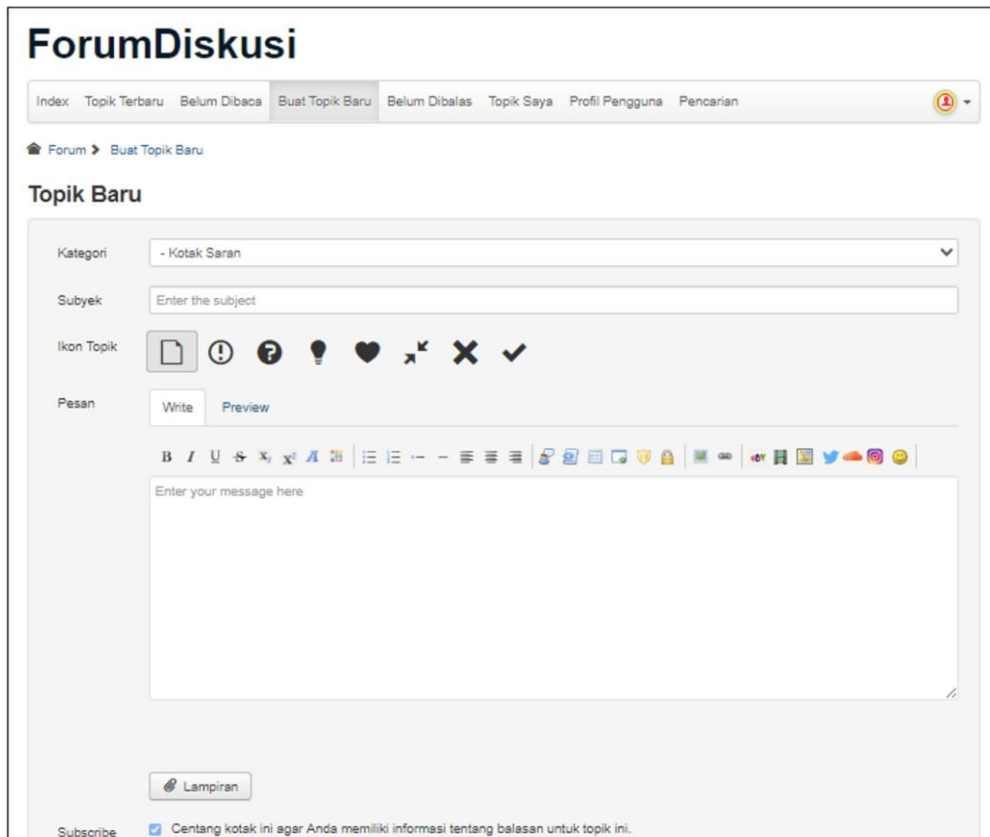 ForumDiskusi
Index Topik Terbaru Belum Dibaca Buat Topik Baru Belum Dibalas Topik Saya Profil Pengguna Pencarian
Forum Buat Topik Baru
Topik Baru
Kategori - Kotak Saran
Subyek Enter the subject
Ikon Topik
Pesan Write Preview
B I U S X₂ X² A
Enter your message here
Lampiran
Subscribe Centang kotak ini agar Anda memiliki informasi tentang balasan untuk topik ini.